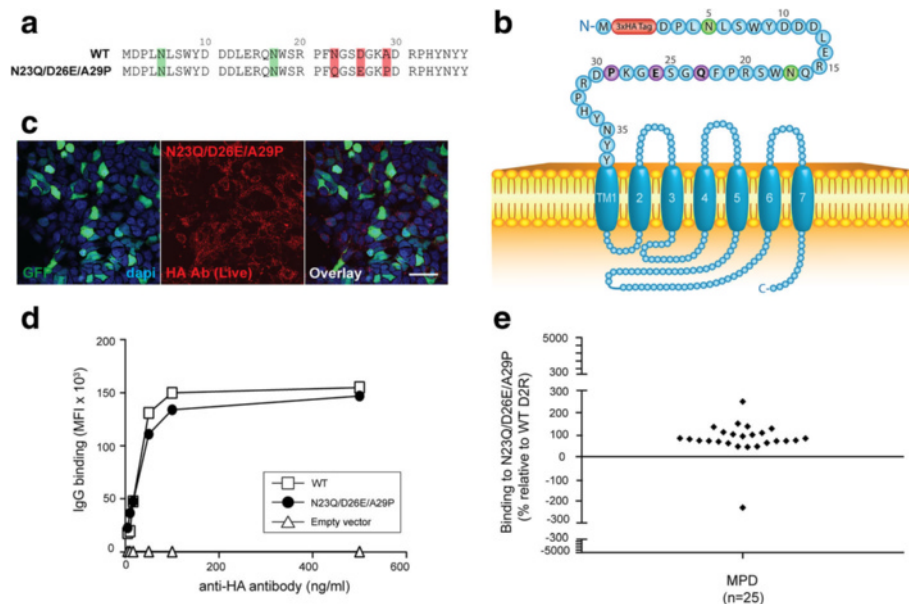 a
10 20 30
WT MDPLNLSWYD DDLERQNWSR PFNGSDGKAD RPHYNYY
N23Q/D26E/A29P MDPLNLSWYD DDLERQNWSR PFQGSEGKPD RPHYNYY
b
N- M 3xHA Tag D P L N L S W Y D D D
5 10
L E R
15
30 25 20
D P K G E S G Q F P R S W N Q
R P H Y N Y Y
35
TM1 2 3 4 5 6 7
C-
c
N23Q/D26E/A29P
GFP dapi HA Ab (Live) Overlay
d
IgG binding (MFI x 10³)
200
150
100
50
0
0 200 400 600
anti-HA antibody (ng/ml)
WT
N23Q/D26E/A29P
Empty vector
e
Binding to N23Q/D26E/A29P
(% relative to WT D2R)
5000
300
300
200
100
0
-100
-200
-300
-300
-5000
MPD
(n=25)